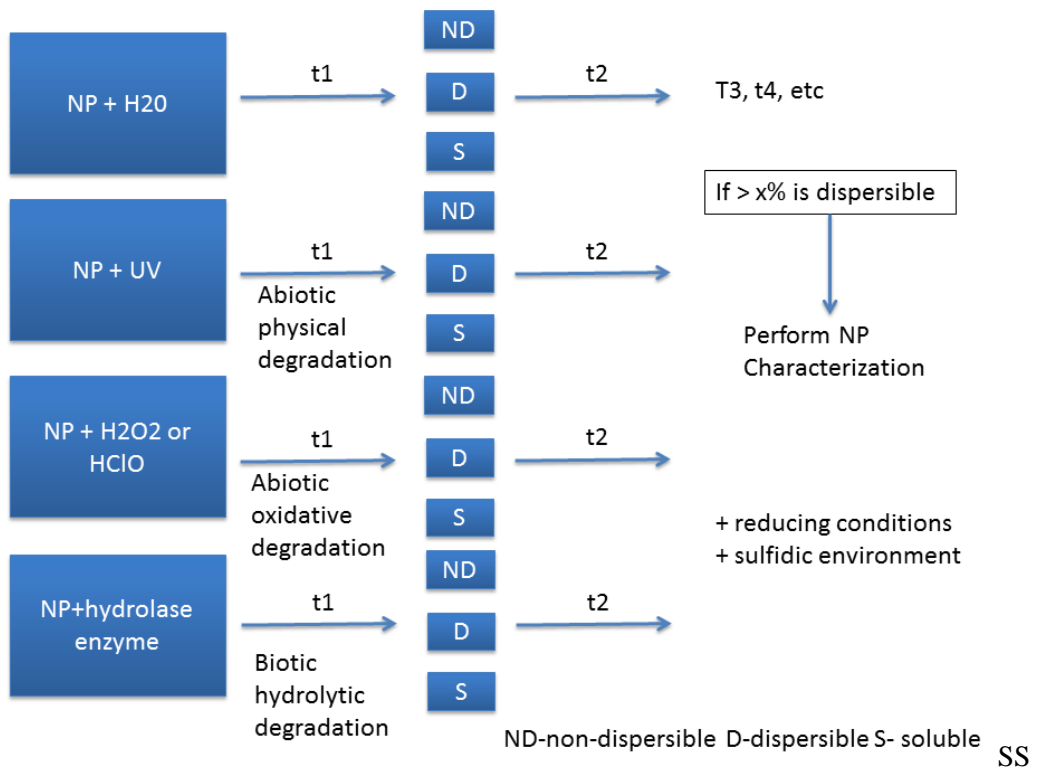 NP + H20
t1
ND
D
S
t2
T3, t4, etc
NP + UV
t1
Abiotic
physical
degradation
ND
D
S
t2
If > x% is dispersible
Perform NP
Characterization
NP + H2O2 or
HClO
t1
Abiotic
oxidative
degradation
ND
D
S
t2
+ reducing conditions
+ sulfidic environment
NP+hydrolase
enzyme
t1
Biotic
hydrolytic
degradation
ND
D
S
t2
ND-non-dispersible D-dispersible S- soluble
SS